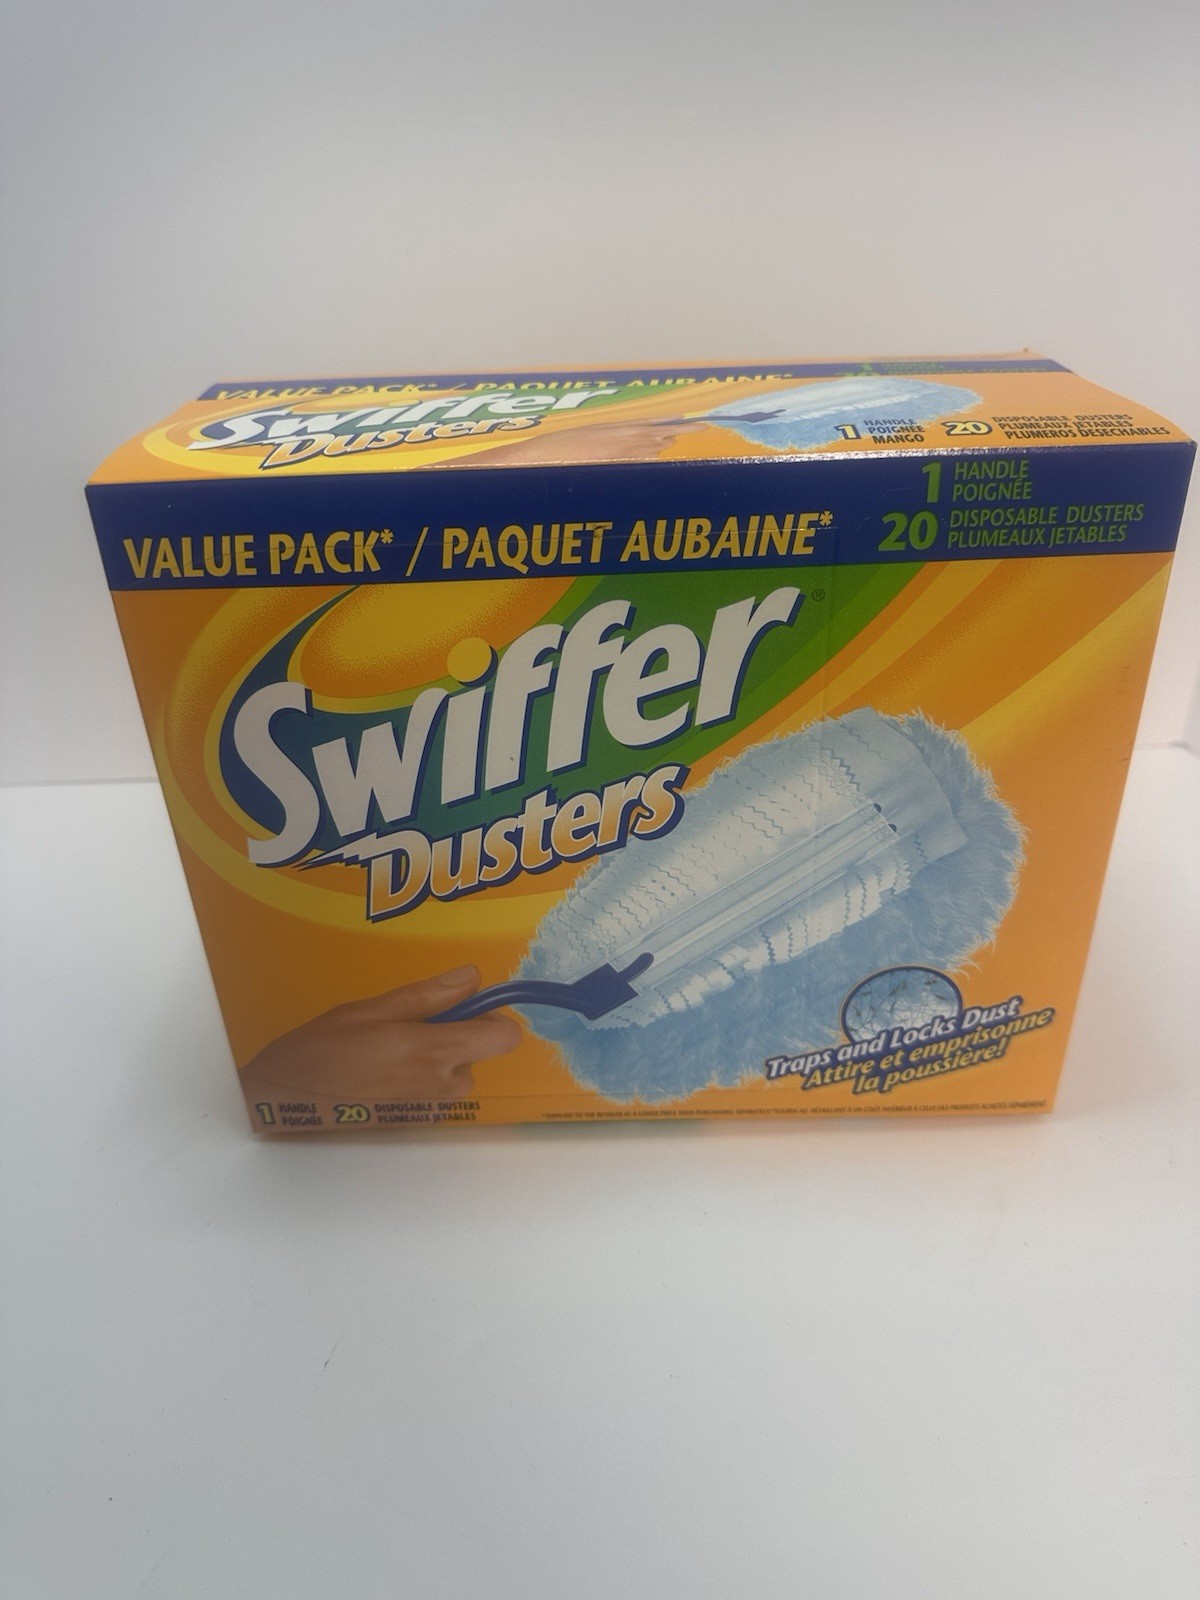 VALUE PACK* / PAQUET AUBAINE*
Swiffer
Dusters
1 HANDLE
POIGNÉE
MANGO
20 DISPOSABLE DUSTERS
PLUMEAUX JETABLES
PLUMEROS DESECHABLES
VALUE PACK* / PAQUET AUBAINE*
1 HANDLE
POIGNÉE
20 DISPOSABLE DUSTERS
PLUMEAUX JETABLES
Swiffer®
Dusters
Traps and Locks Dust
Attire et emprisonne
la poussière!
1 HANDLE
POIGNÉE
20 DISPOSABLE DUSTERS
PLUMEAUX JETABLES